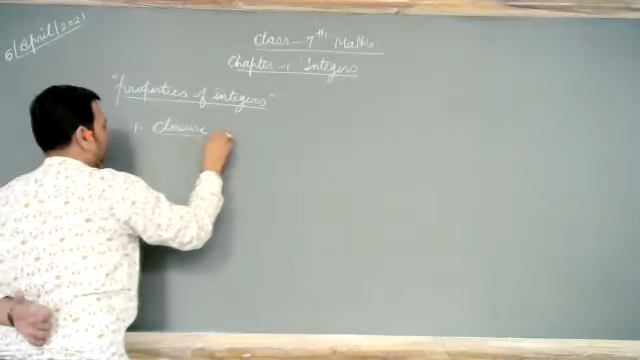 6/April/2021
Class - 7th Maths
Chapter - 1 Integers
"properties of integers"
1. Closure